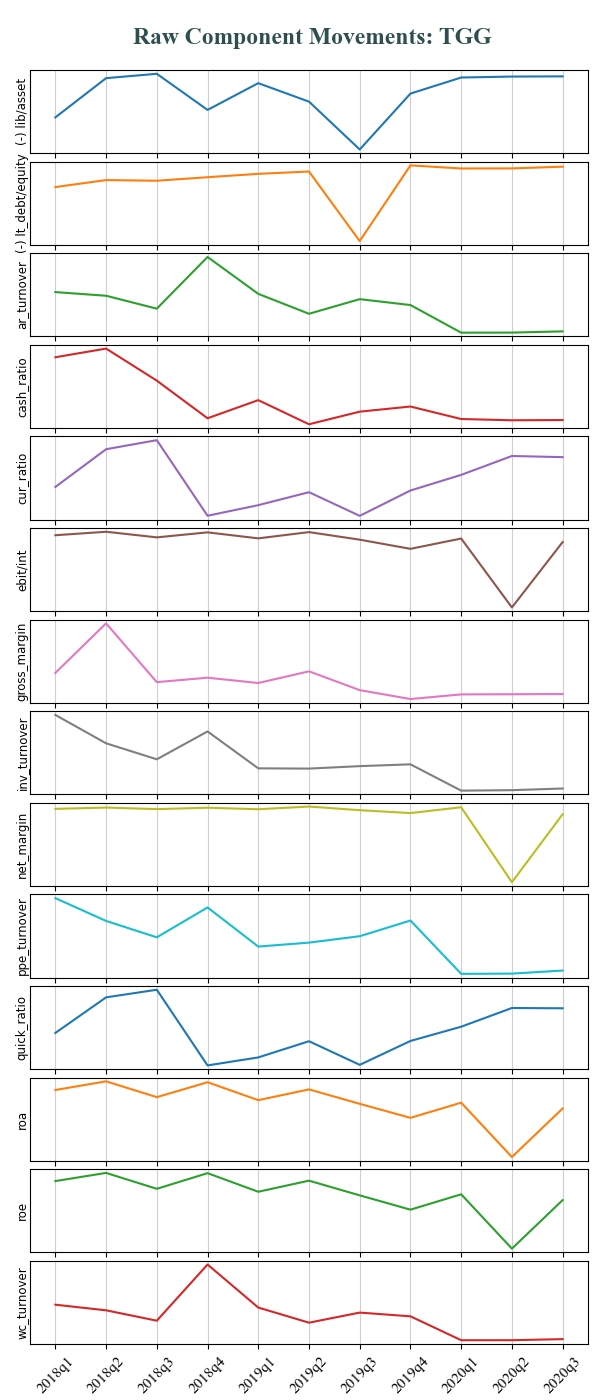 Raw Component Movements: TGG
(-) lib/asset
(-) lt_debt/equity
ar_turnover
cash_ratio
cur_ratio
ebit/int
gross_margin
inv_turnover
net_margin
ppe_turnover
quick_ratio
roa
roe
wc_turnover
2018q1 2018q2 2018q3 2018q4 2019q1 2019q2 2019q3 2019q4 2020q1 2020q2 2020q3